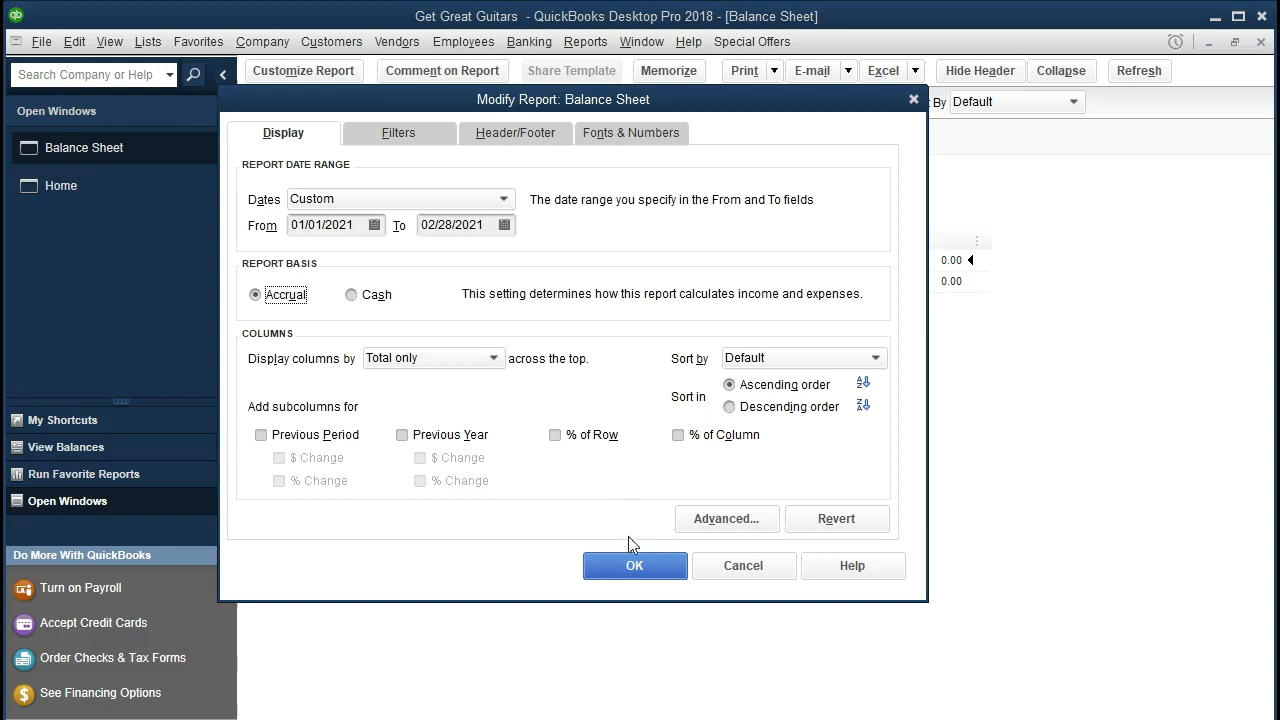 Get Great Guitars - QuickBooks Desktop Pro 2018 - [Balance Sheet]
File Edit View Lists Favorites Company Customers Vendors Employees Banking Reports Window Help Special Offers
Search Company or Help
Customize Report Comment on Report Share Template Memorize Print E-mail Excel Hide Header Collapse Refresh
Open Windows
Modify Report: Balance Sheet
By Default
Balance Sheet
Home
Display Filters Header/Footer Fonts & Numbers
REPORT DATE RANGE
Dates Custom The date range you specify in the From and To fields
From 01/01/2021 To 02/28/2021
REPORT BASIS
Accrual Cash This setting determines how this report calculates income and expenses.
0.00
0.00
COLUMNS
Display columns by Total only across the top. Sort by Default
Sort in Ascending order
Descending order
Add subcolumns for
Previous Period Previous Year % of Row % of Column
$ Change $ Change
% Change % Change
Advanced... Revert
OK Cancel Help
My Shortcuts
View Balances
Run Favorite Reports
Open Windows
Do More With QuickBooks
Turn on Payroll
Accept Credit Cards
Order Checks & Tax Forms
See Financing Options